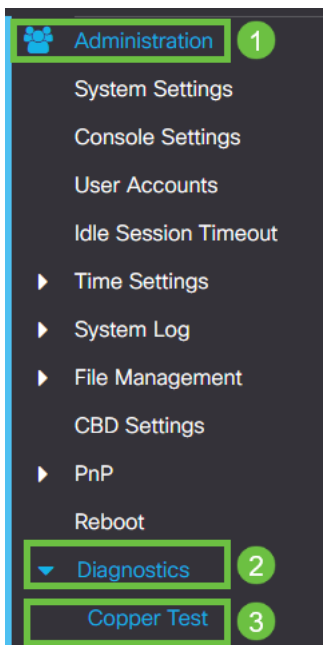 Administration 1
System Settings
Console Settings
User Accounts
Idle Session Timeout
Time Settings
System Log
File Management
CBD Settings
PnP
Reboot
Diagnostics 2
Copper Test 3